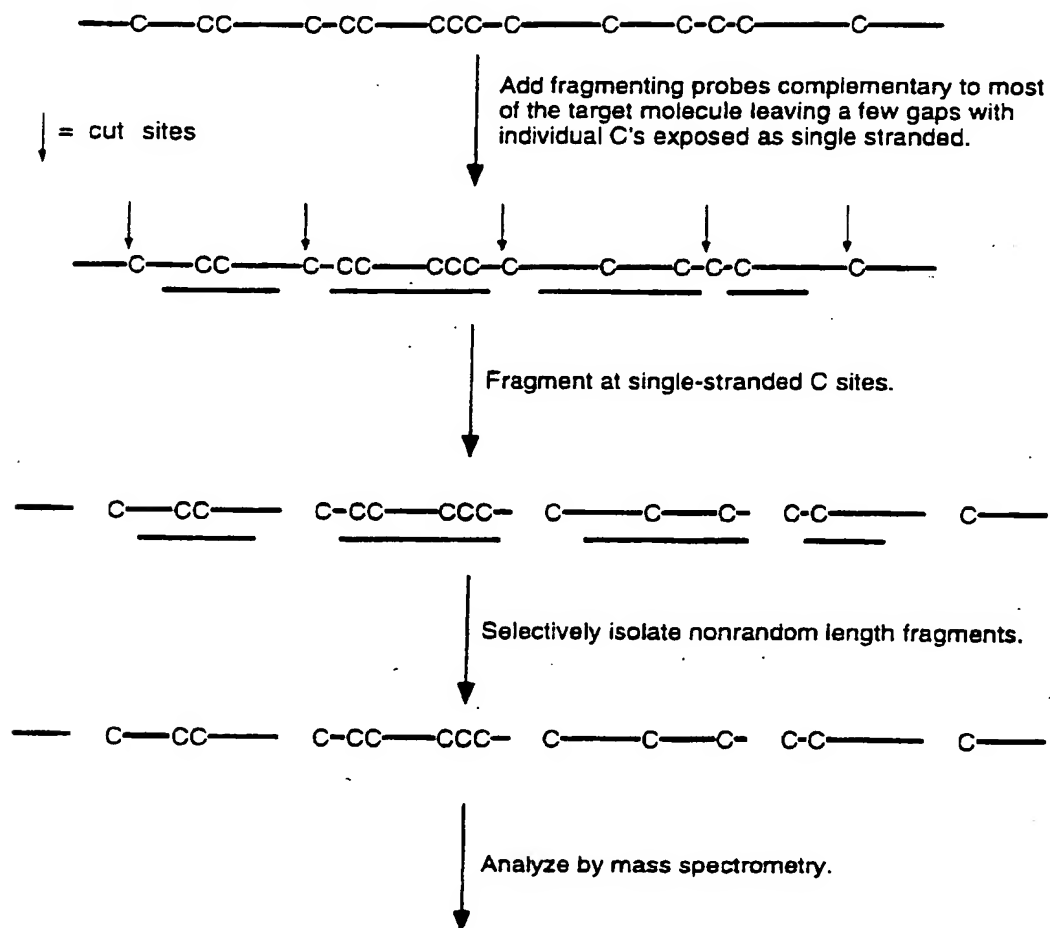 C CC C-CC CCC-C C C-C-C C
Add fragmenting probes complementary to most
of the target molecule leaving a few gaps with
individual C's exposed as single stranded.
= cut sites
C CC C-CC CCC-C C C-C-C C
Fragment at single-stranded C sites.
C CC C-CC CCC- C C C- C-C C
Selectively isolate nonrandom length fragments.
C CC C-CC CCC- C C C- C-C C
Analyze by mass spectrometry.